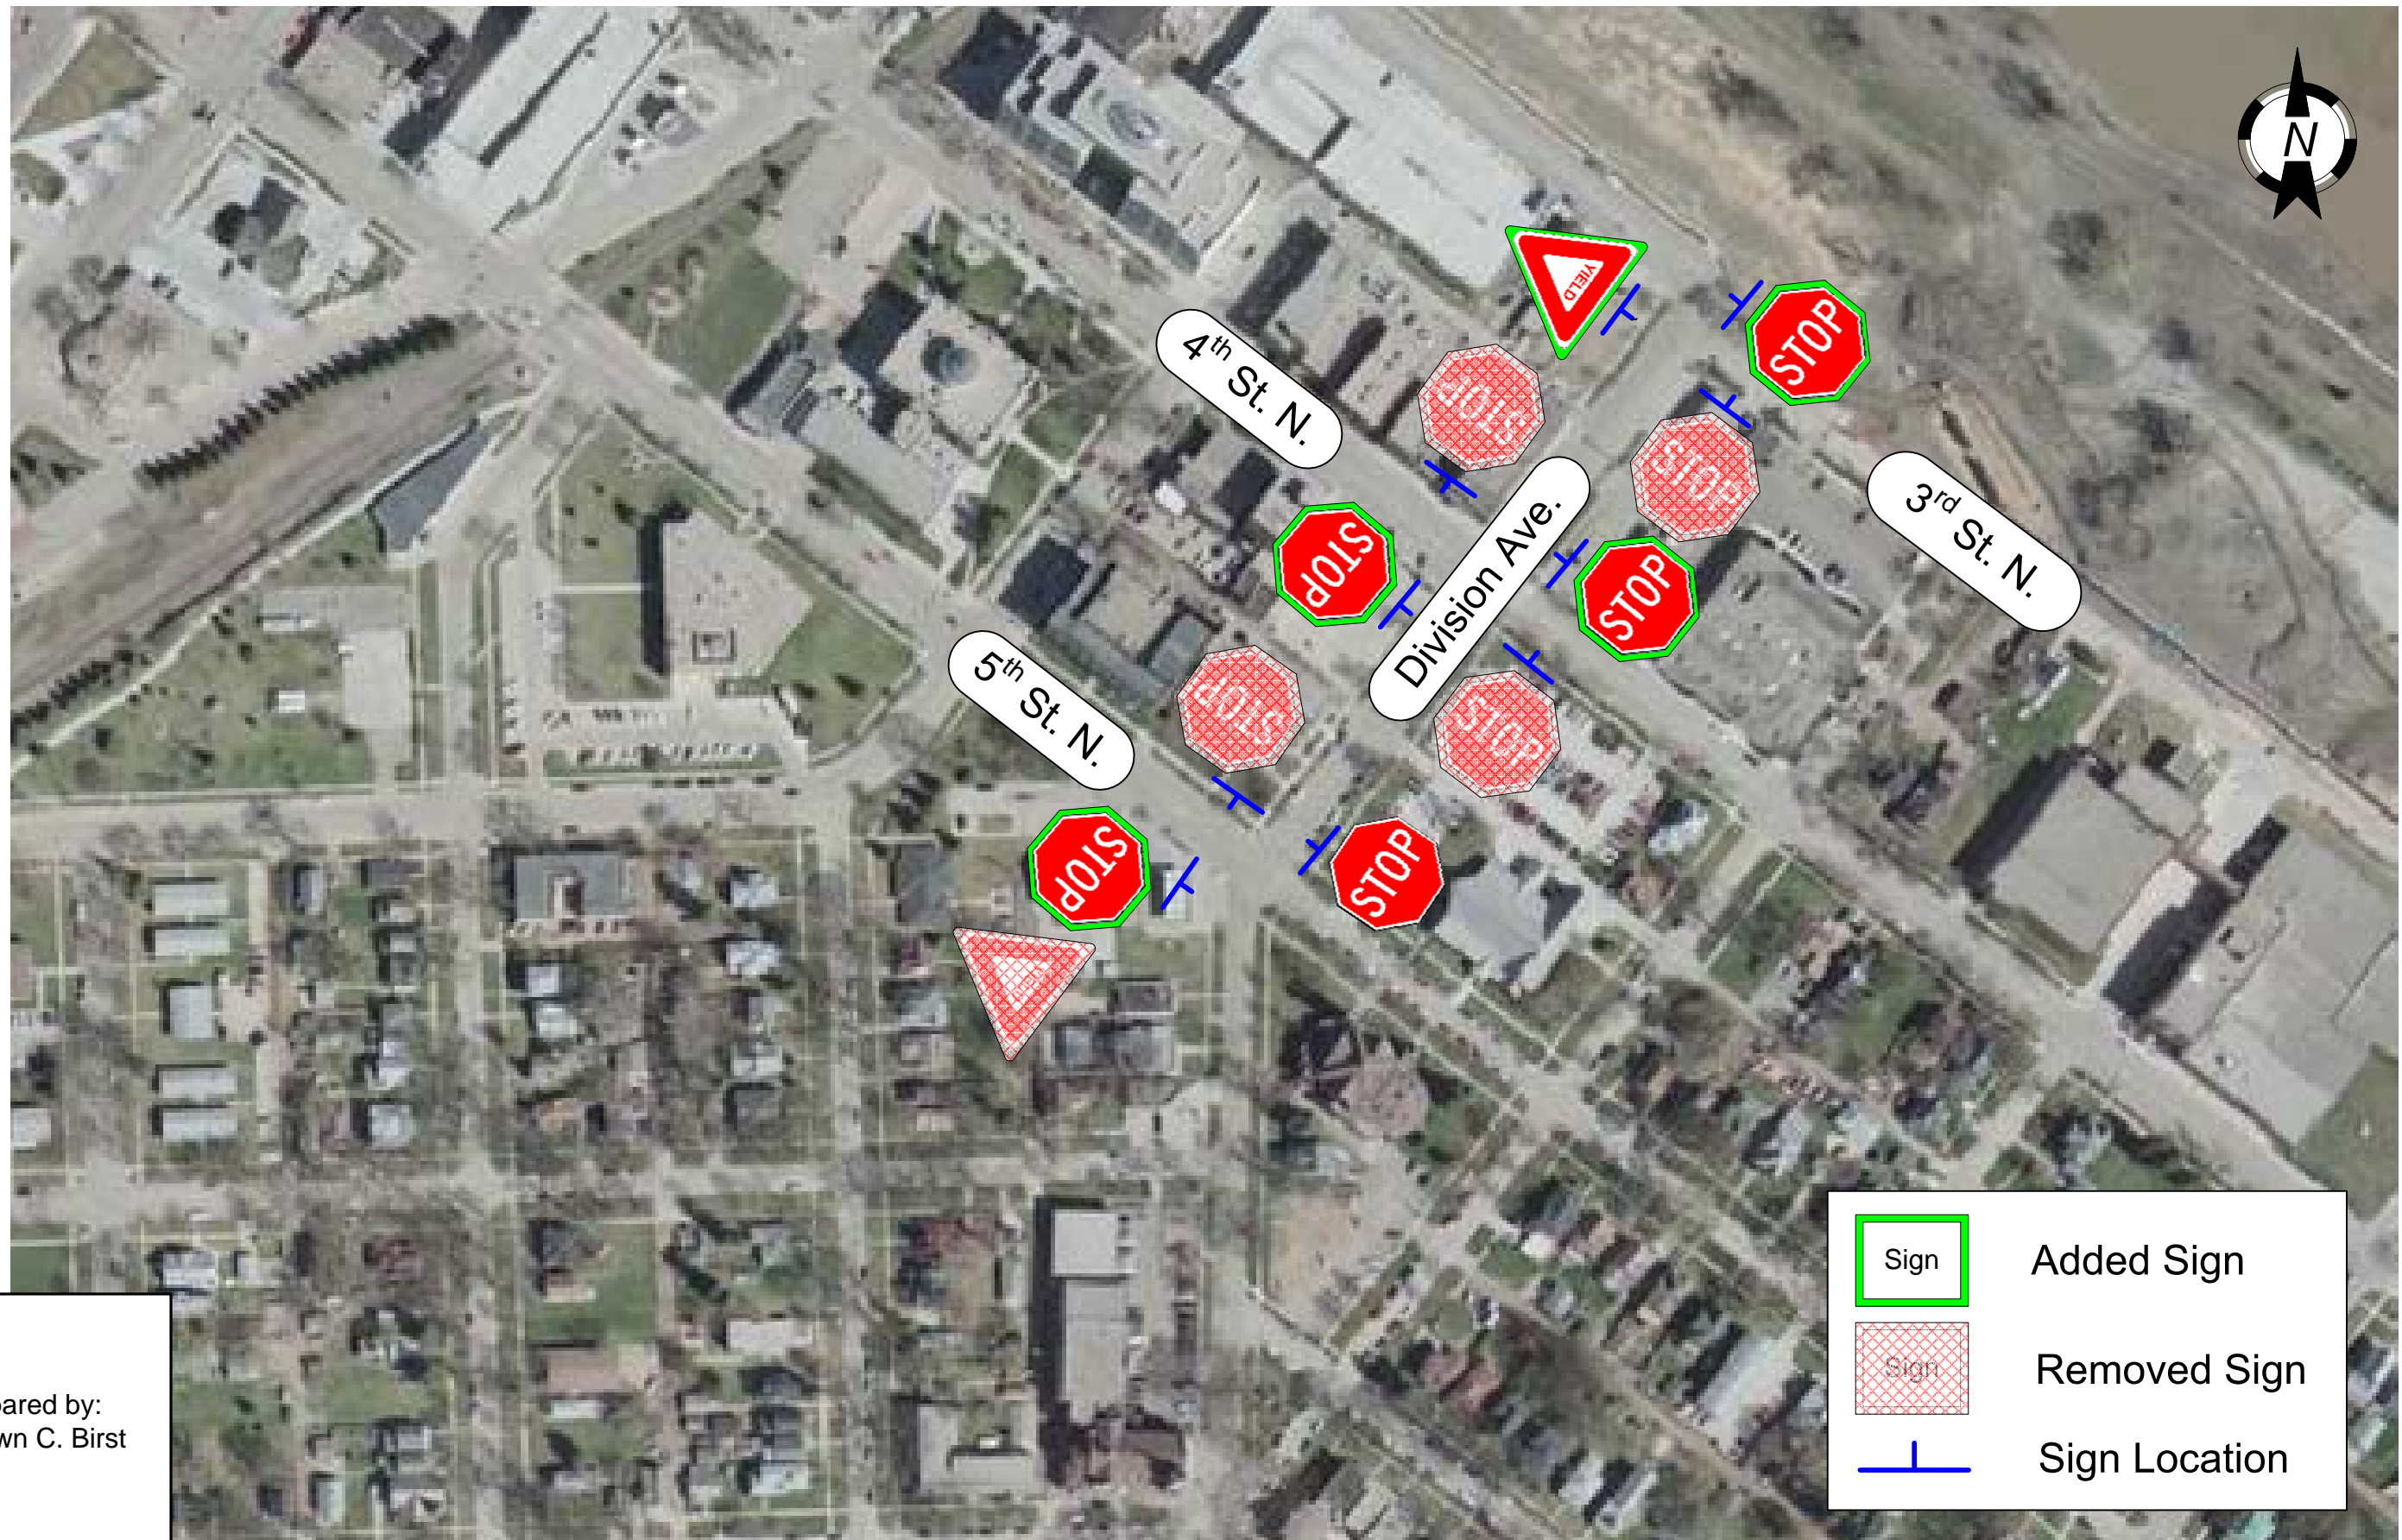 N
YIELD
STOP
4th St. N.
STOP
STOP
3rd St. N.
Division Ave.
STOP
STOP
5th St. N.
STOP
STOP
STOP
STOP
Sign Added Sign
Sign Removed Sign
Sign Location
ared by:
wn C. Birst